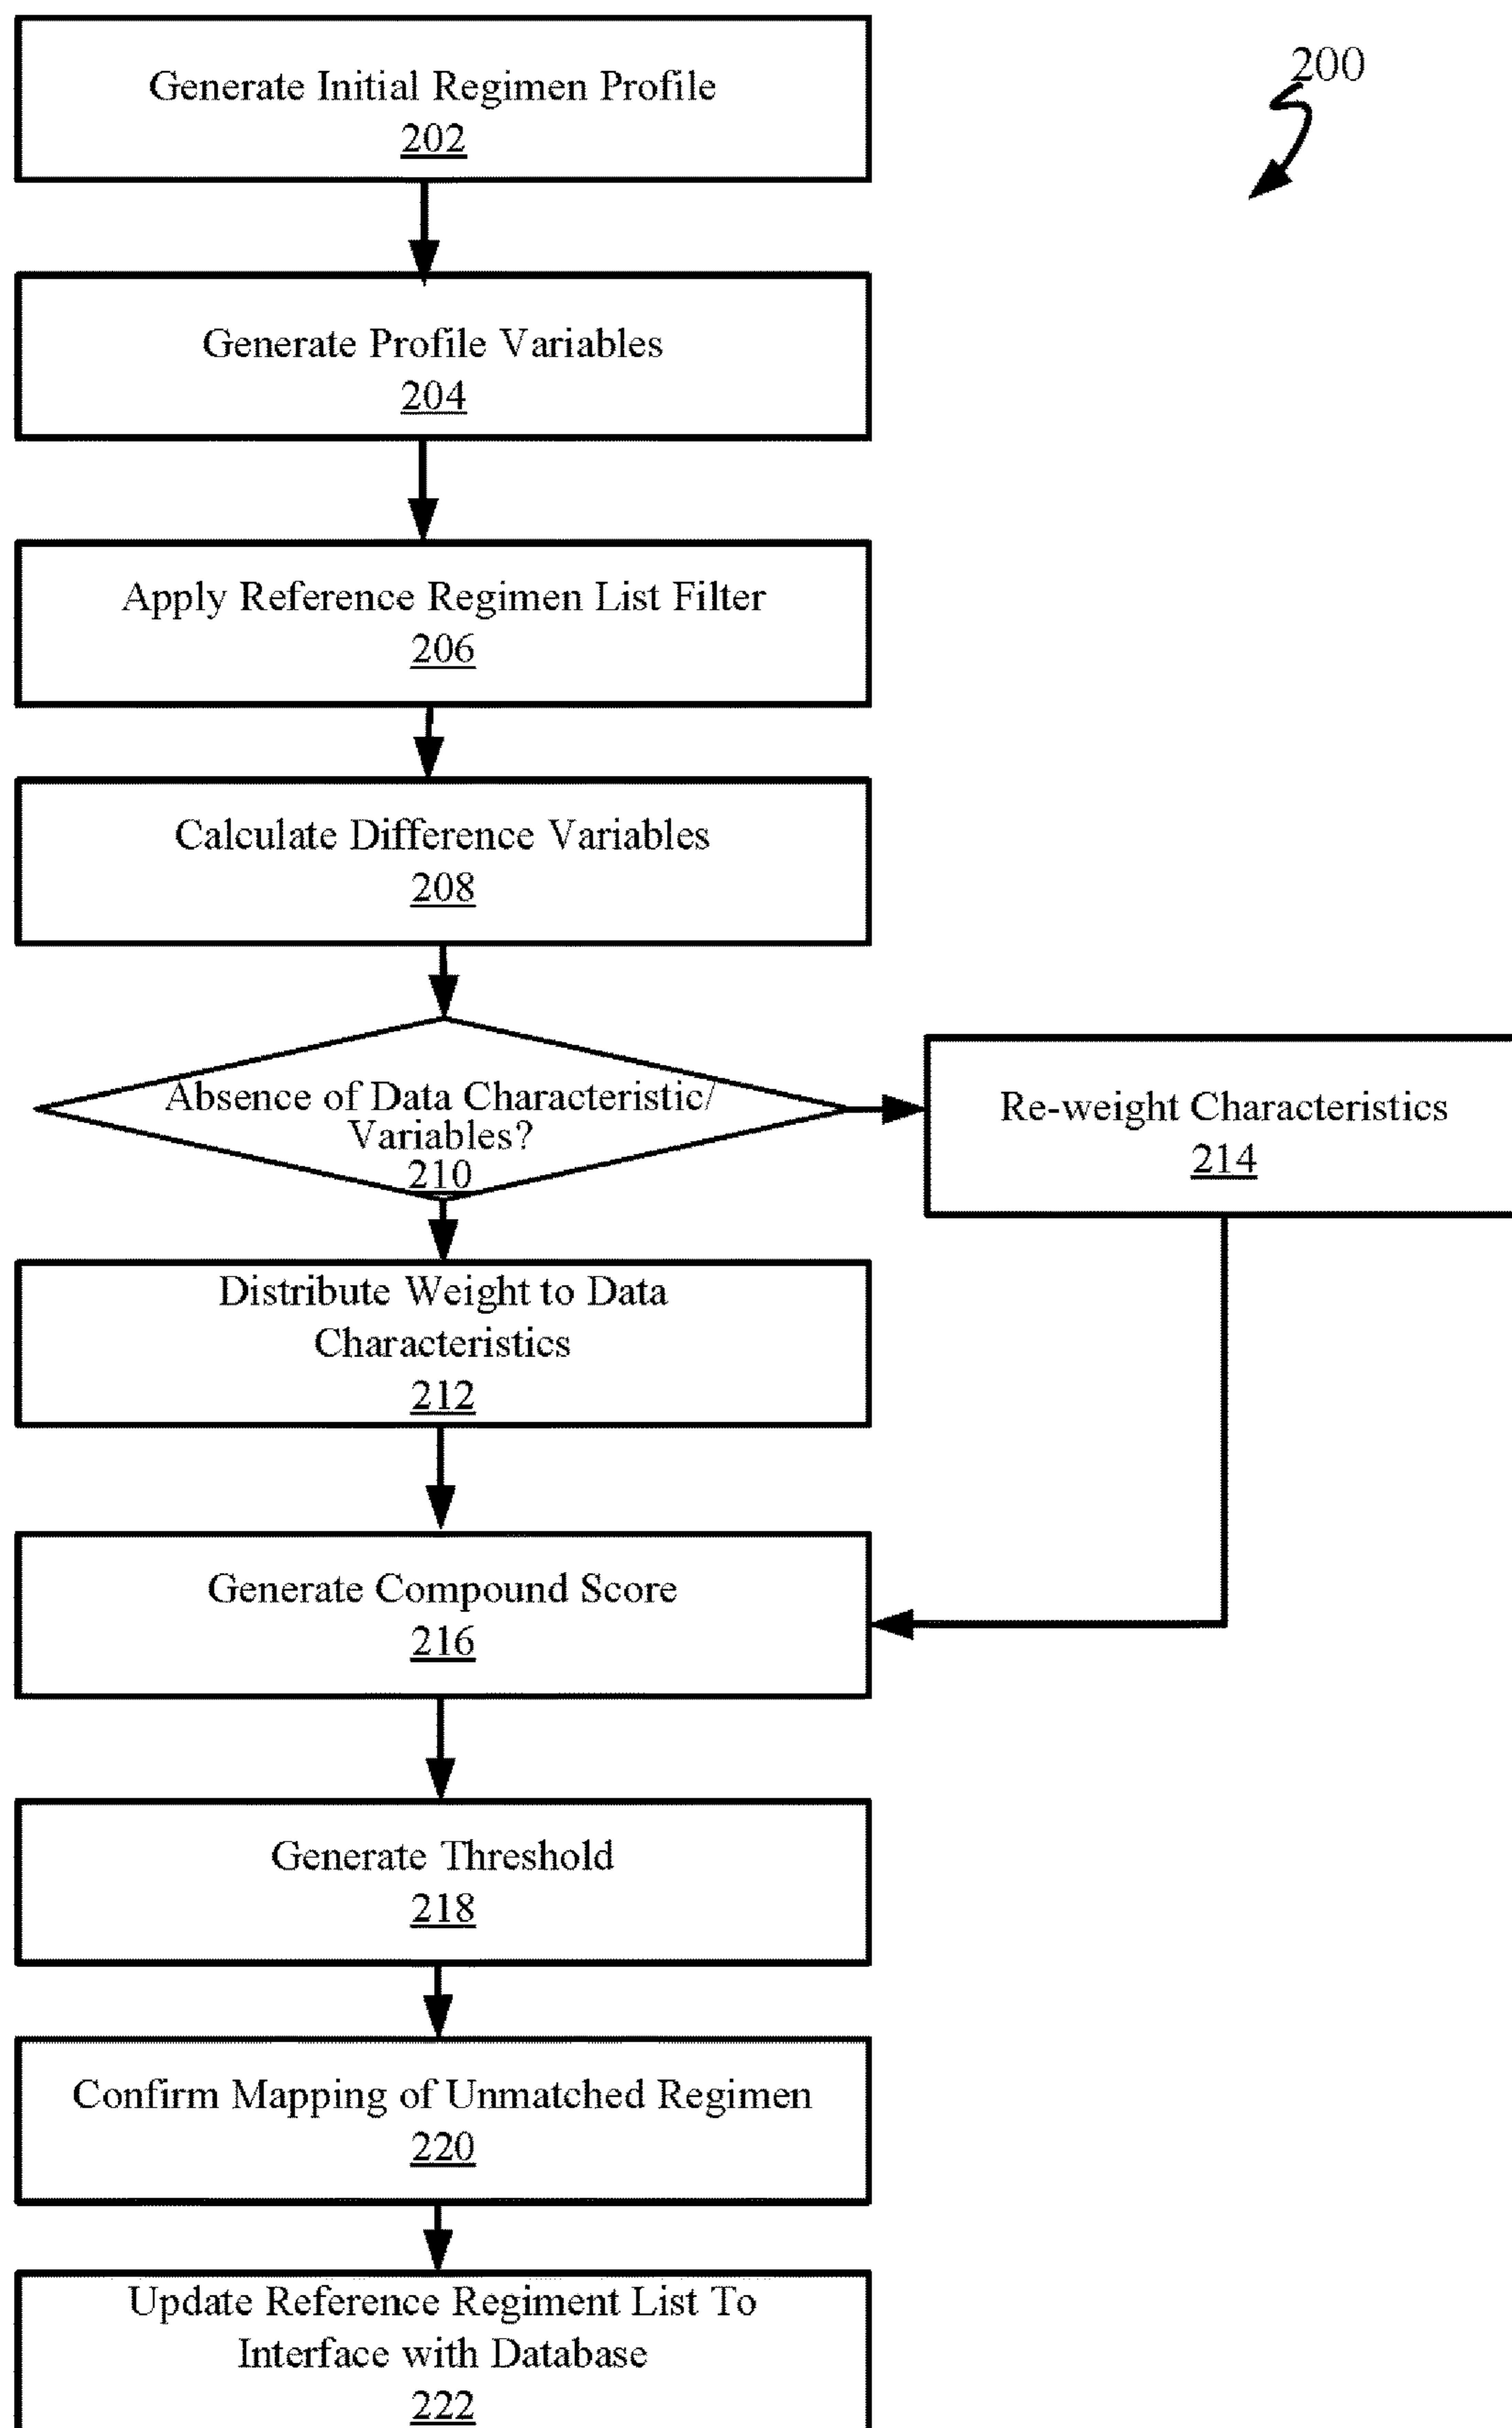 200
Generate Initial Regimen Profile
202
Generate Profile Variables
204
Apply Reference Regimen List Filter
206
Calculate Difference Variables
208
Absence of Data Characteristic/
Variables?
210
Re-weight Characteristics
214
Distribute Weight to Data
Characteristics
212
Generate Compound Score
216
Generate Threshold
218
Confirm Mapping of Unmatched Regimen
220
Update Reference Regiment List To
Interface with Database
222